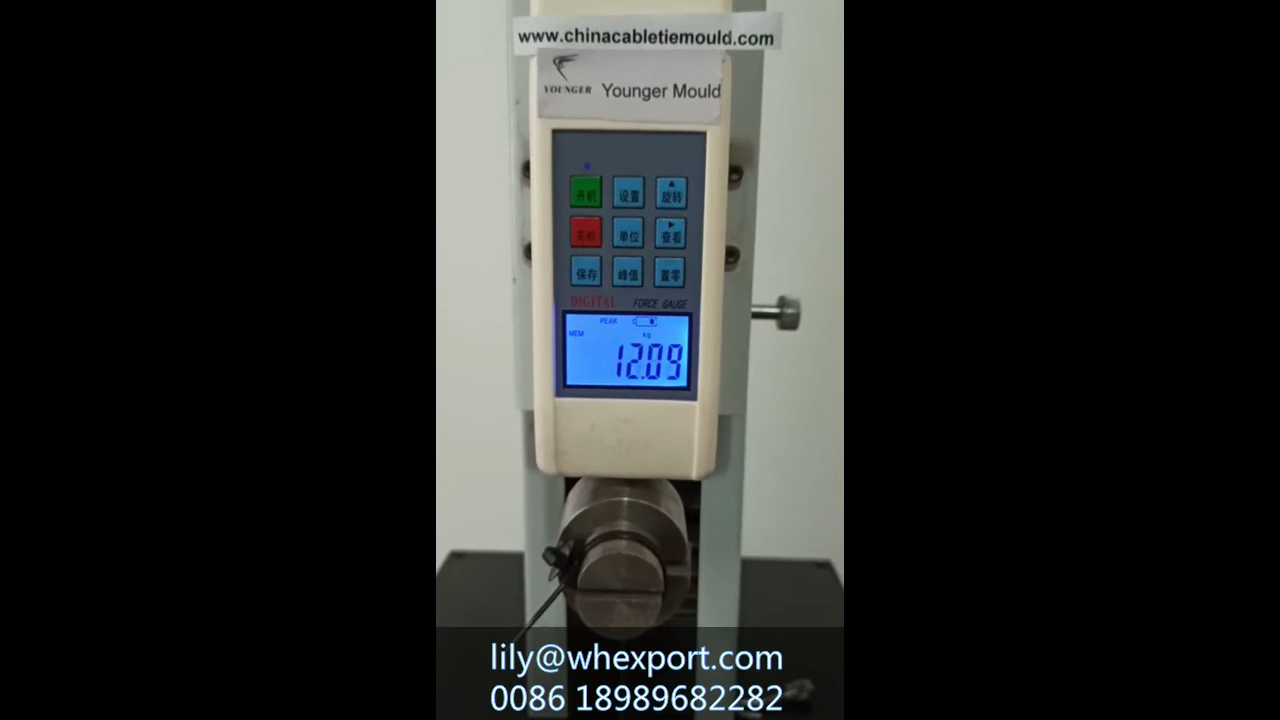 www.chinacabletiemould.com
YOUNGER Younger Mould
开机 设置 旋转
关机 单位 查看
保存 峰值 置零
DIGITAL FORCE GAUGE
PEAK
MEM kg
12.09
lily@whexport.com
0086 18989682282